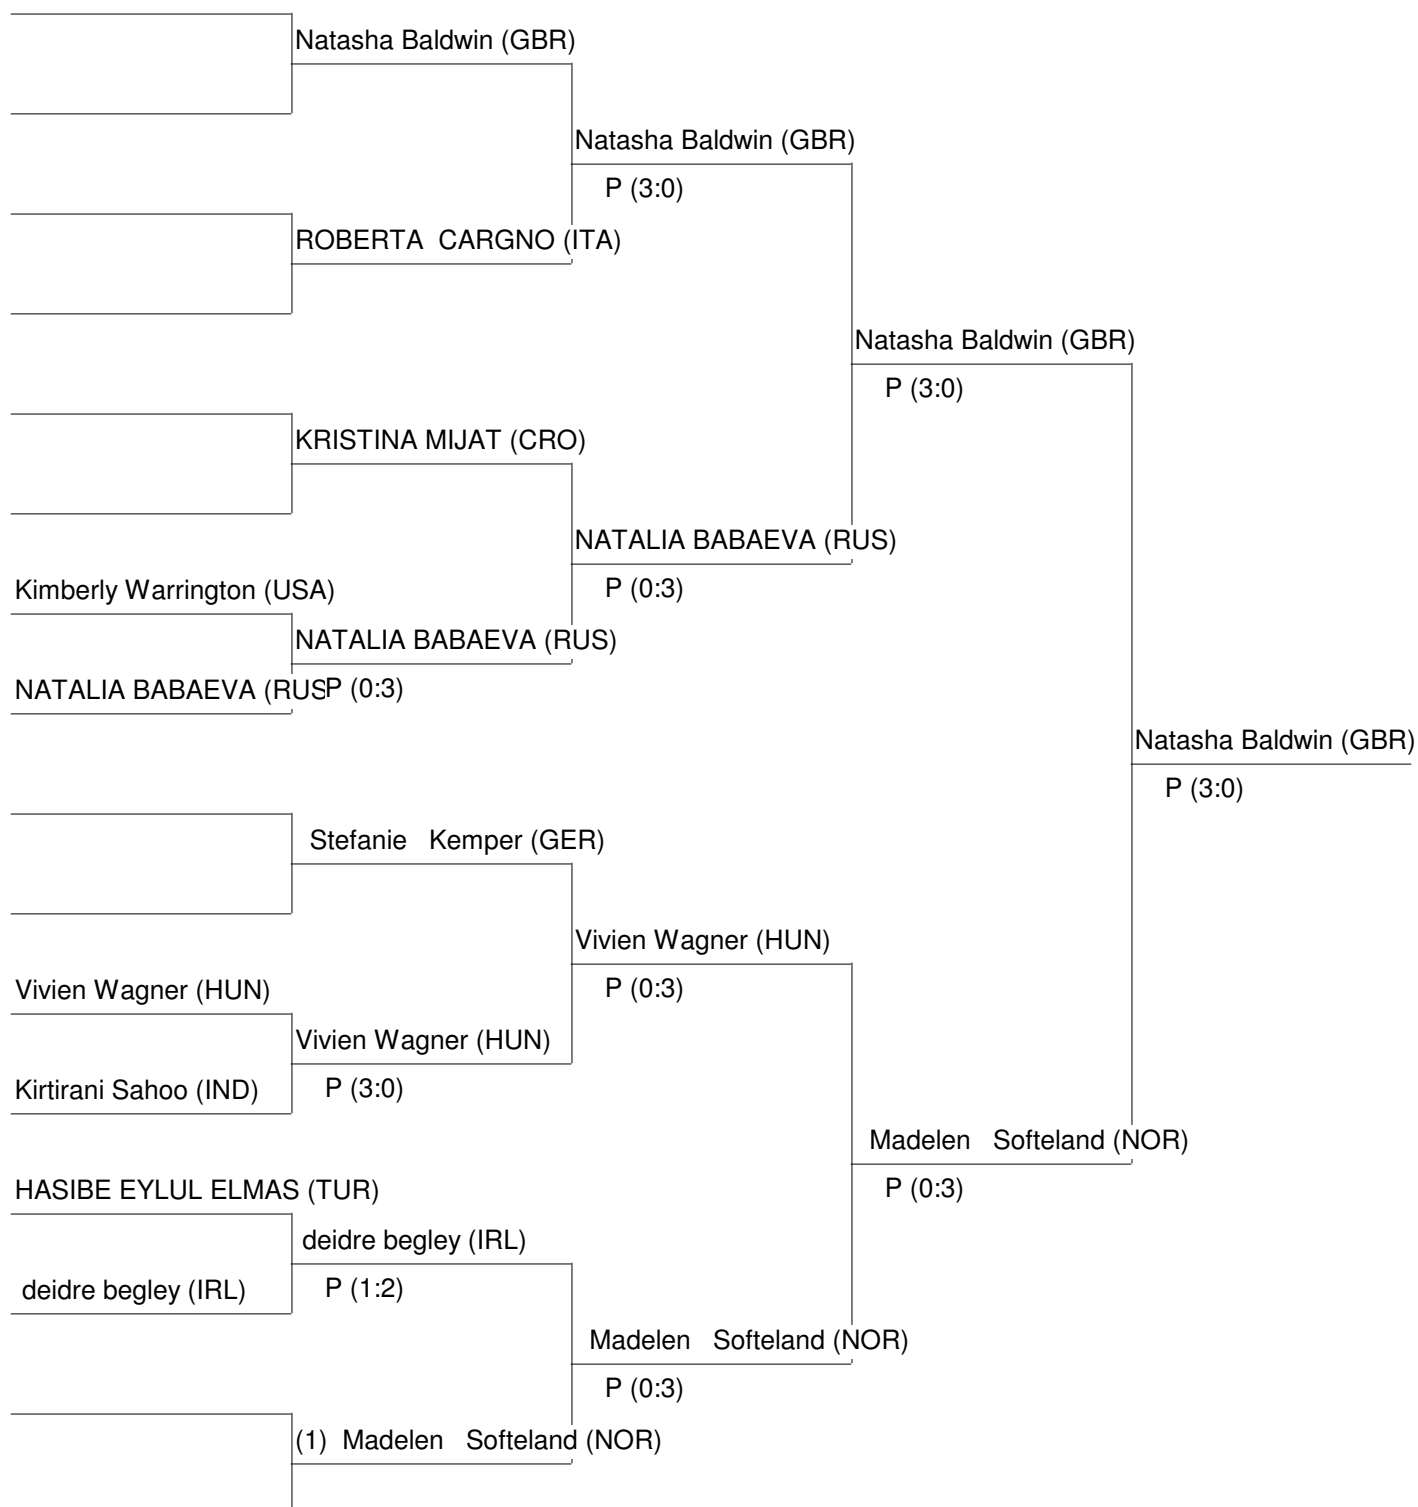 Natasha Baldwin (GBR)
Natasha Baldwin (GBR)
P (3:0)
ROBERTA  CARGNO (ITA)
Natasha Baldwin (GBR)
P (3:0)
KRISTINA MIJAT (CRO)
NATALIA BABAEVA (RUS)
Kimberly Warrington (USA)
P (0:3)
NATALIA BABAEVA (RUS)
NATALIA BABAEVA (RUS
P (0:3)
Natasha Baldwin (GBR)
P (3:0)
Stefanie   Kemper (GER)
Vivien Wagner (HUN)
Vivien Wagner (HUN)
P (0:3)
Vivien Wagner (HUN)
Kirtirani Sahoo (IND)
P (3:0)
Madelen   Softeland (NOR)
HASIBE EYLUL ELMAS (TUR)
P (0:3)
deidre begley (IRL)
deidre begley (IRL)
P (1:2)
Madelen   Softeland (NOR)
P (0:3)
(1)  Madelen   Softeland (NOR)